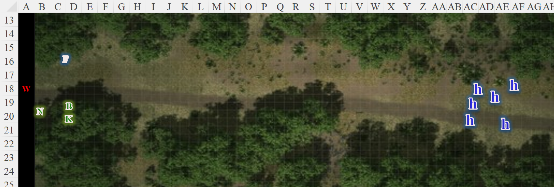 A B C D E F G H I J K L M N O P Q R S T U V W X Y Z AA AB AC AD AE AF AG AH
13
14
15
16 P
17
18 w h h
19 B h h
20 N K h h
21
22
23
24
25